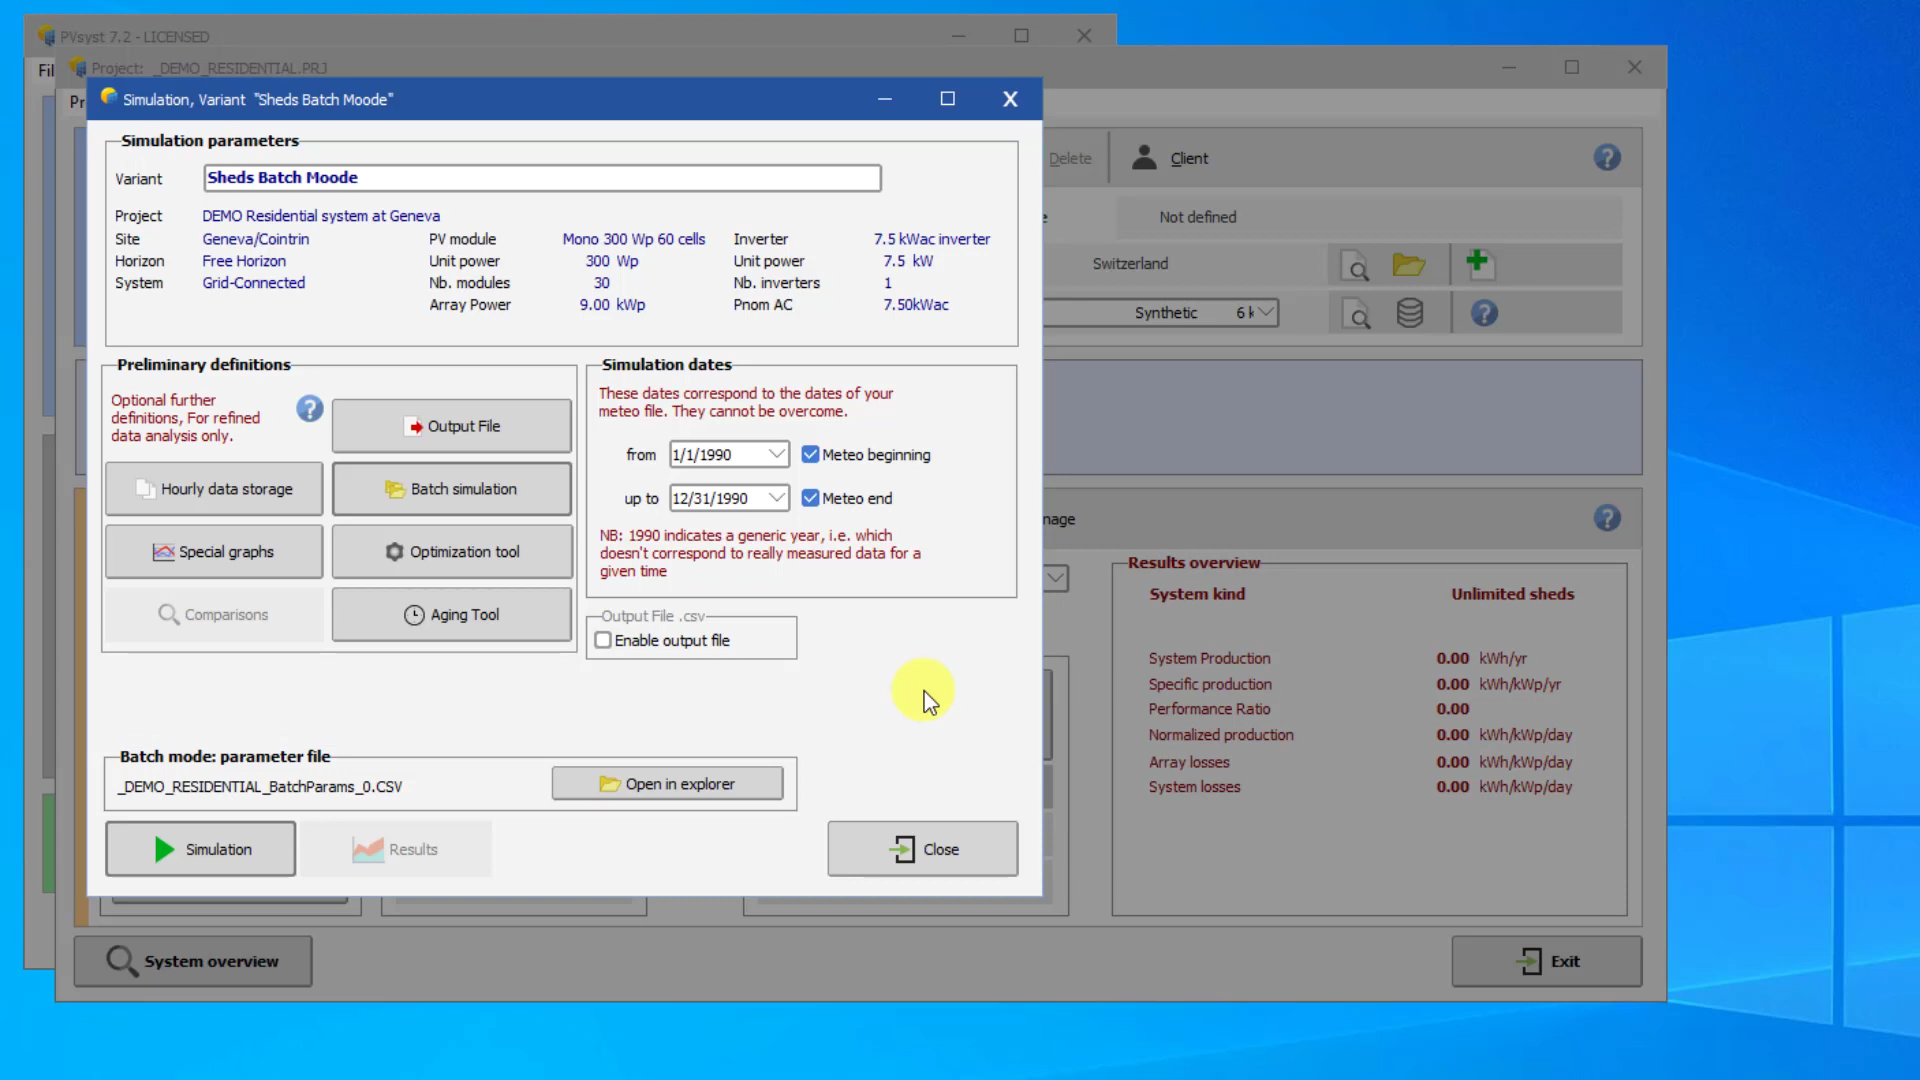 PVsyst 7.2 - LICENSED
Fil
Project: _DEMO_RESIDENTIAL.PRJ
Pr
Simulation, Variant "Sheds Batch Moode"
Simulation parameters
Variant Sheds Batch Moode
Project DEMO Residential system at Geneva
Site Geneva/Cointrin PV module Mono 300 Wp 60 cells Inverter 7.5 kWac inverter
Horizon Free Horizon Unit power 300 Wp Unit power 7.5 kW
System Grid-Connected Nb. modules 30 Nb. inverters 1
Array Power 9.00 kWp Pnom AC 7.50kWac
Delete Client
Not defined
Switzerland
Synthetic 6 k
Preliminary definitions
Optional further
definitions, For refined
data analysis only.
Output File
Hourly data storage Batch simulation
Special graphs Optimization tool
Comparisons Aging Tool
Simulation dates
These dates correspond to the dates of your
meteo file. They cannot be overcome.
from 1/1/1990 Meteo beginning
up to 12/31/1990 Meteo end
NB: 1990 indicates a generic year, i.e. which
doesn't correspond to really measured data for a
given time
Output File .csv
Enable output file
Batch mode: parameter file
_DEMO_RESIDENTIAL_BatchParams_0.CSV Open in explorer
Simulation Results Close
Results overview
System kind Unlimited sheds
System Production 0.00 kWh/yr
Specific production 0.00 kWh/kWp/yr
Performance Ratio 0.00
Normalized production 0.00 kWh/kWp/day
Array losses 0.00 kWh/kWp/day
System losses 0.00 kWh/kWp/day
System overview Exit